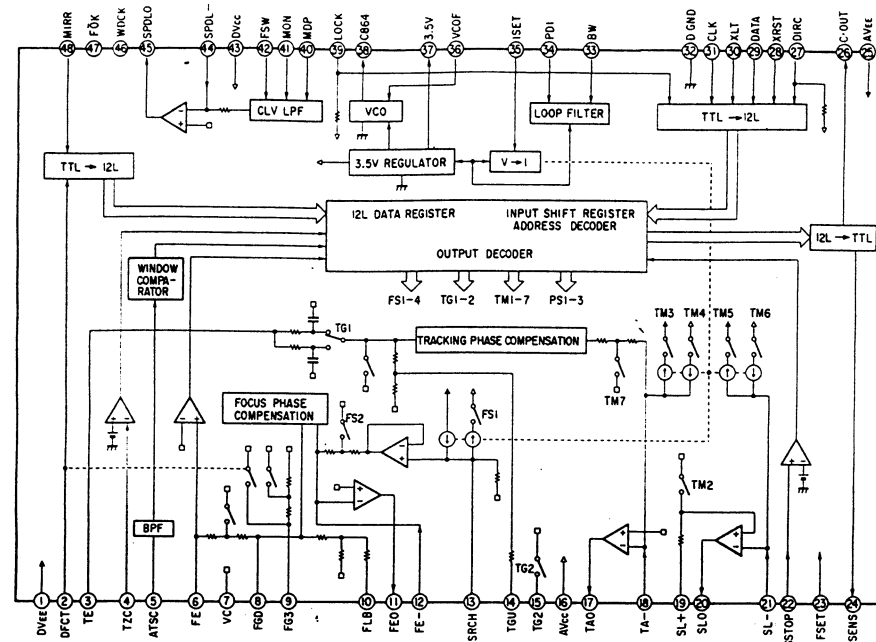 MIRR FŌK WDCK SPDLO SPDL- DVcc FSW MON MDP LOCK C864 3.5V VCOF ISET PDI BW D GND CLK XLT DATA XRST DIRC C·OUT AVEE
48 47 46 45 44 43 42 41 40 39 38 37 36 35 34 33 32 31 30 29 28 27 26 25
CLV LPF
VCO
LOOP FILTER
TTL → 12L
TTL → 12L
3.5V REGULATOR
V → I
12L DATA REGISTER
INPUT SHIFT REGISTER
ADDRESS DECODER
OUTPUT DECODER
12L → TTL
WINDOW
COMPA-
RATOR
FS1-4 TG1-2 TM1-7 PS1-3
TM3 TM4 TM5 TM6
TG1
TRACKING PHASE COMPENSATION
TM7
FOCUS PHASE
COMPENSATION
FS2
FS1
TM2
BPF
TG2
1 2 3 4 5 6 7 8 9 10 11 12 13 14 15 16 17 18 19 20 21 22 23 24
DVEE DFCT TE TZC ATSC FE VC FGD FG3 FLB FEO FE- SRCH TGU TG2 AVcc TAO TA- SL+ SLO SL- SSTOP FSET SENS